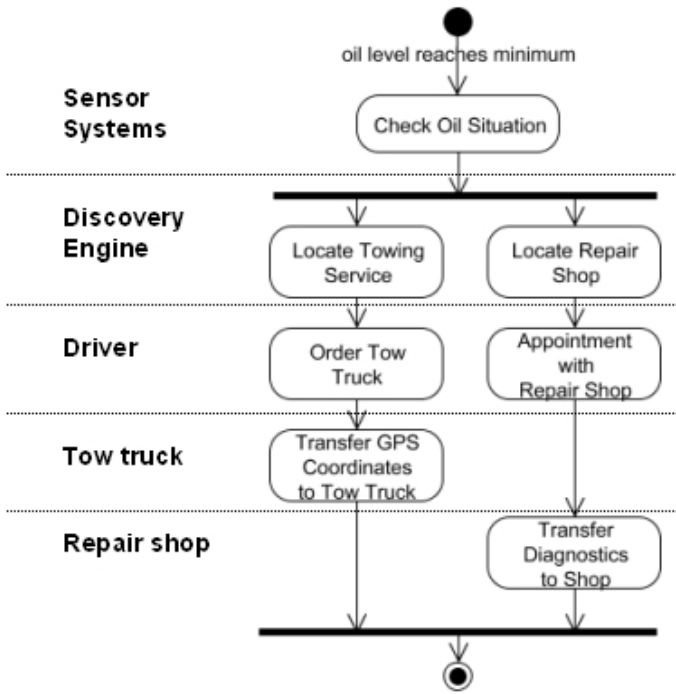 oil level reaches minimum
Sensor
Systems
Check Oil Situation
Discovery
Engine
Locate Towing
Service
Locate Repair
Shop
Driver
Order Tow
Truck
Appointment
with
Repair Shop
Tow truck
Transfer GPS
Coordinates
to Tow Truck
Repair shop
Transfer
Diagnostics
to Shop